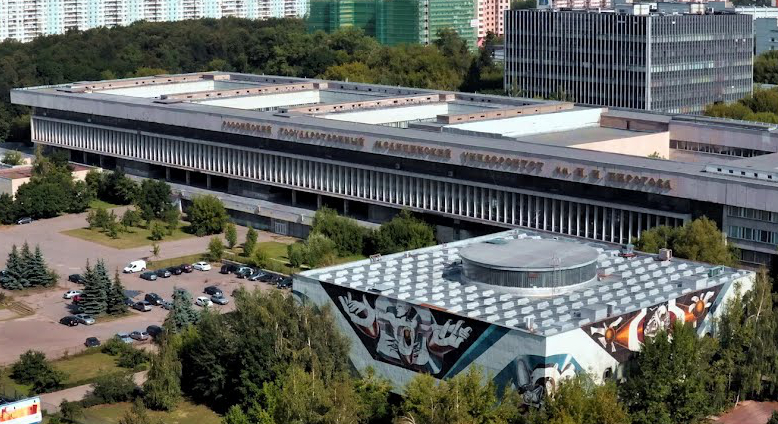 РОССИЙСКИЙ ГОСУДАРСТВЕННЫЙ МЕДИЦИНСКИЙ УНИВЕРСИТЕТ им. Н. И. ПИРОГОВА